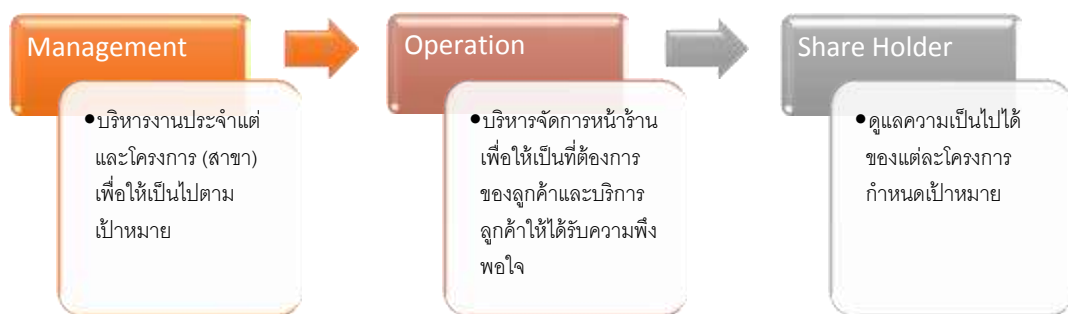 Management
●บริหารงานประจำแต่
และโครงการ (สาขา)
เพื่อให้เป็นไปตาม
เป้าหมาย
Operation
●บริหารจัดการหน้าร้าน
เพื่อให้เป็นที่ต้องการ
ของลูกค้าและบริการ
ลูกค้าให้ได้รับความพึง
พอใจ
Share Holder
●ดูแลความเป็นไปได้
ของแต่ละโครงการ
กำหนดเป้าหมาย